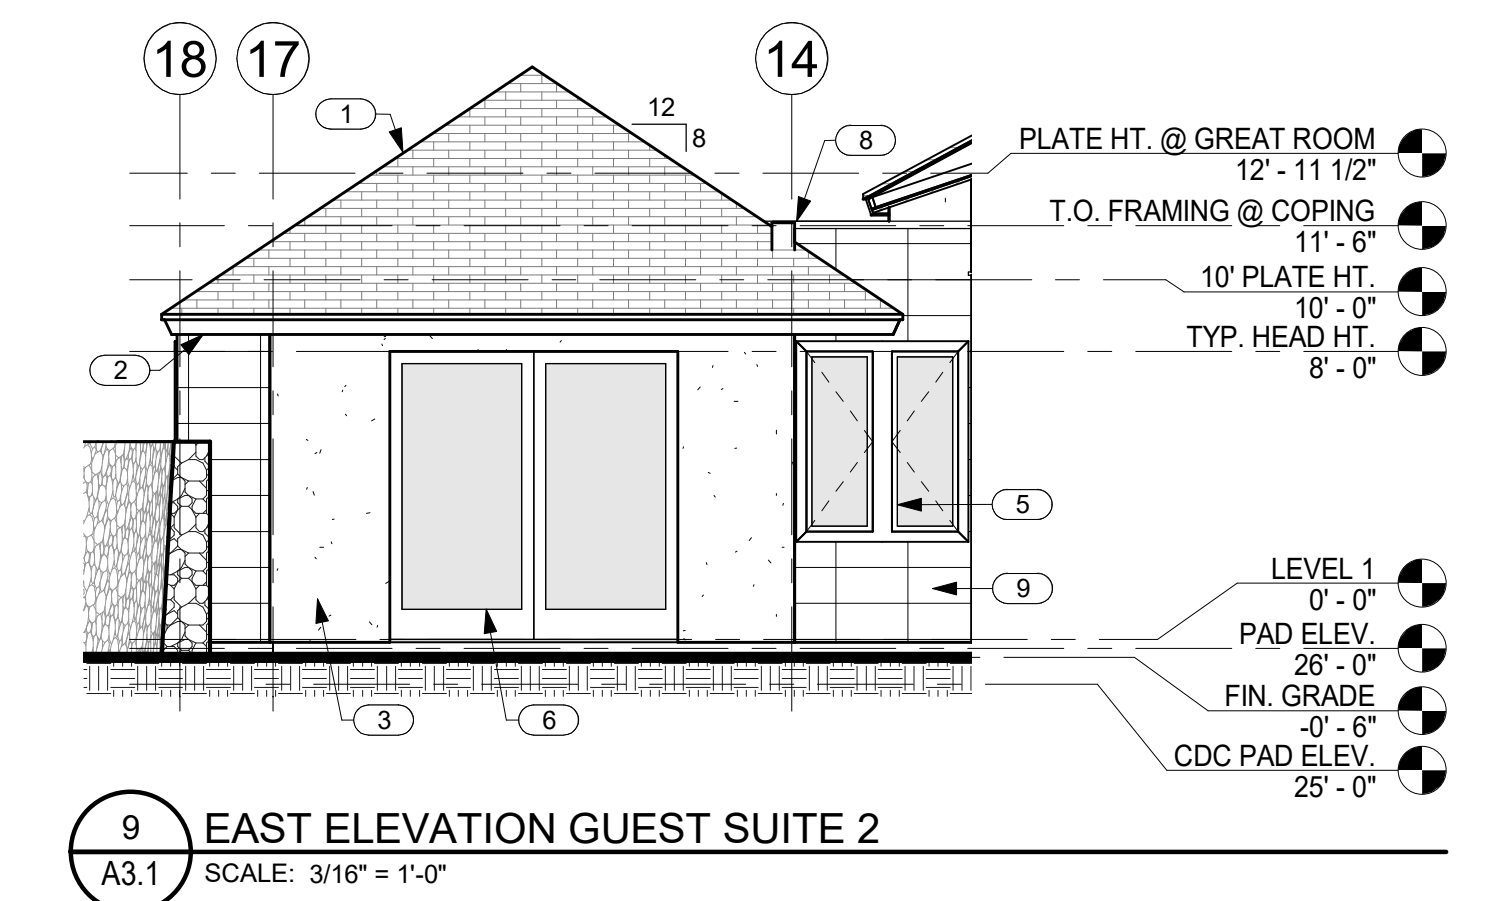 18 17 14
1
12
8
8
2
5
9
3
6
PLATE HT. @ GREAT ROOM
12' - 11 1/2"
T.O. FRAMING @ COPING
11' - 6"
10' PLATE HT.
10' - 0"
TYP. HEAD HT.
8' - 0"
LEVEL 1
0' - 0"
PAD ELEV.
26' - 0"
FIN. GRADE
-0' - 6"
CDC PAD ELEV.
25' - 0"
9
A3.1
EAST ELEVATION GUEST SUITE 2
SCALE: 3/16" = 1'-0"